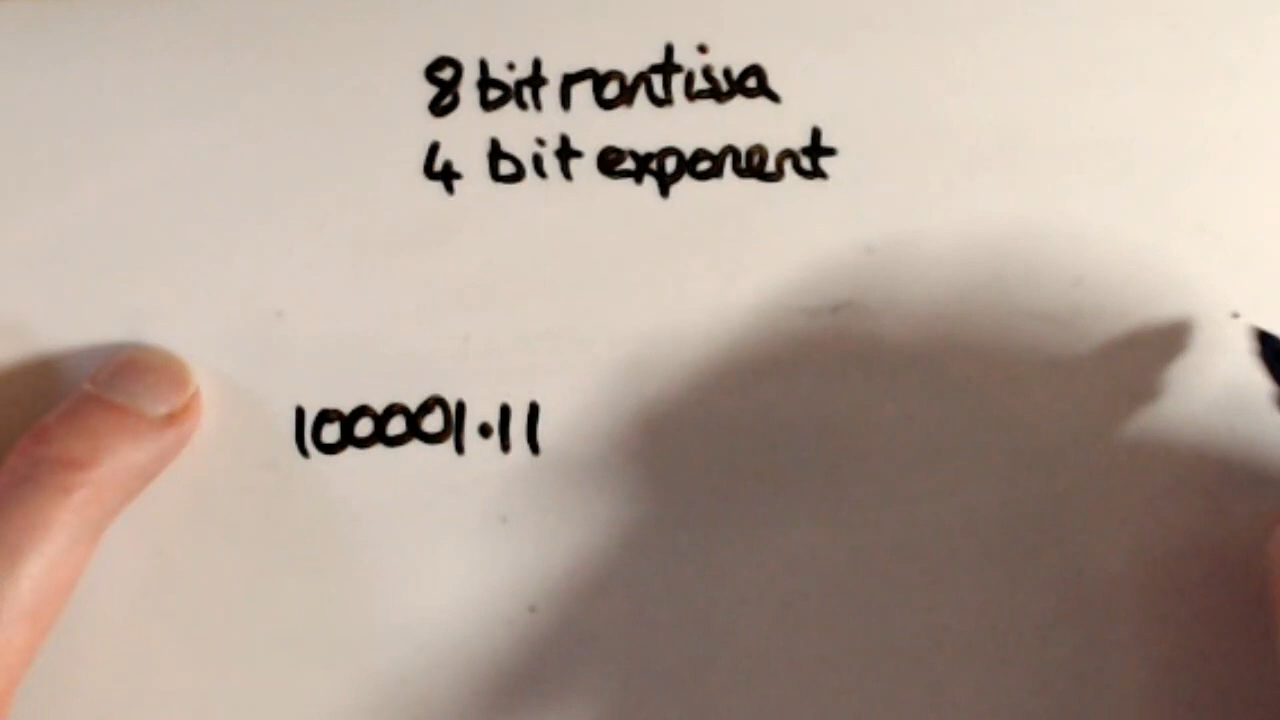 8 bit mantissa
4 bit exponent
100001.11